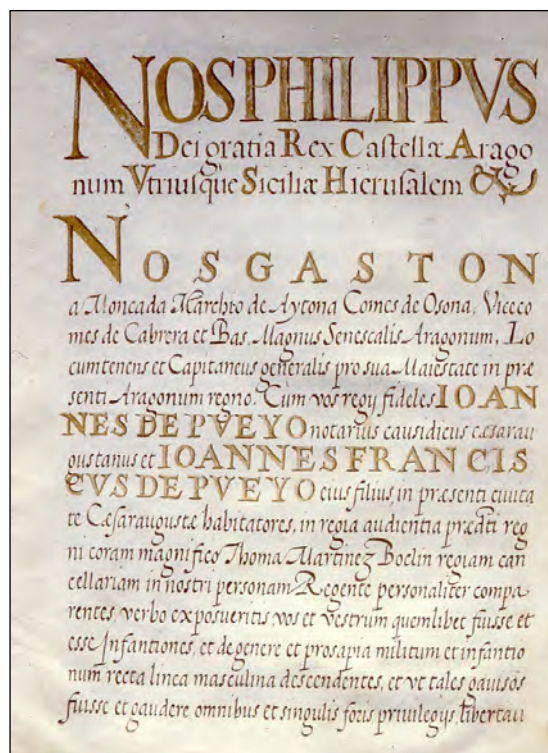 NOS PHILIPPVS
Dei gratia Rex Castellæ Arago
num Vtriusque Siciliæ Hierusalem &c
NOS GASTON
a Moncada Marchio de Aytona Comes de Osona, Viceco
mes de Cabrera et Bas, Magnus Senescalis Aragonum, Lo
cumtenens et Capitaneus generalis pro sua Maiestate in præ
senti Aragonum regno. Cum vos regij fideles IOAN
NES DE PVEYO notarius causidicus cæsarau
gustanus et IOANNES FRANCIS
CVS DE PVEYO eius filius in præsenti civita
te Cæsaraugustæ habitatores, in regia audientia prædti reg
ni coram magnifico Thoma Martinez Boclin regiam can
cellariam in nostri personam Regente personaliter compa
rentes, verbo exposueritis vos et vestrum quemlibet fuisse et
esse Infantiones, et de genere et prosapia militum et infantio
num recta linea masculina descendentes, et vt tales gauisos
fuisse et gaudere omnibus et singulis foris privilegijs, libertati